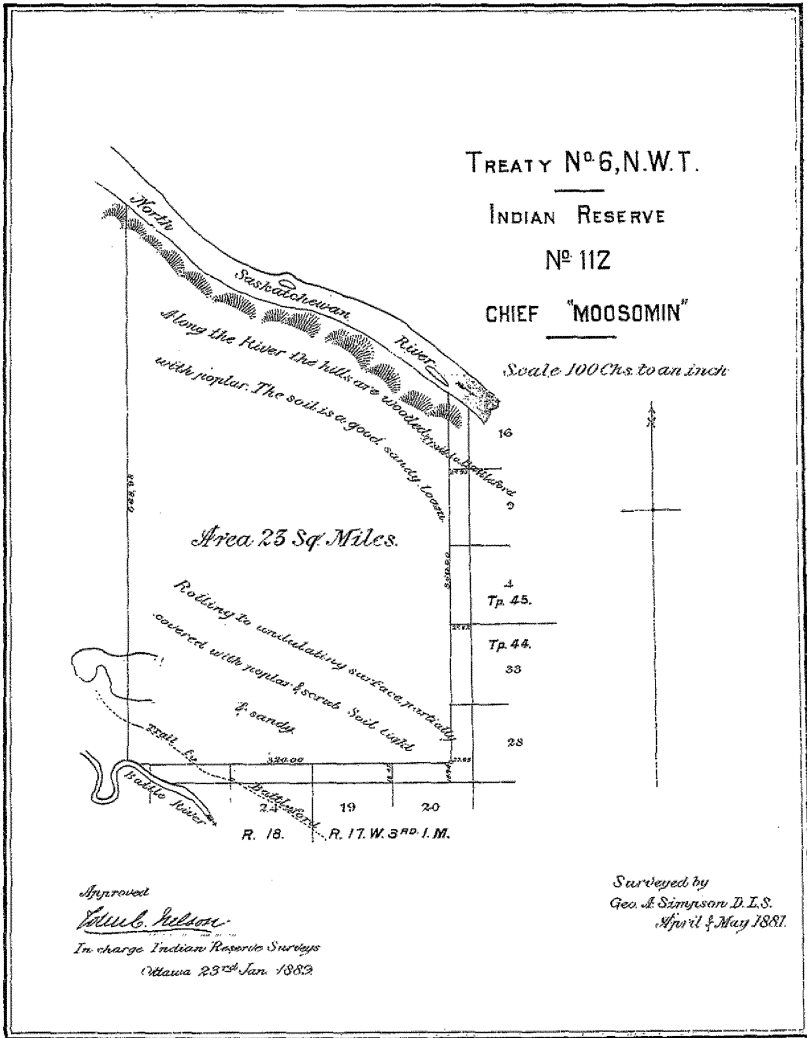 TREATY Nº 6, N.W.T.
INDIAN RESERVE
Nº 112
CHIEF "MOOSOMIN"
Scale 100 Chs. to an inch
North
Saskatchewan
River
Along the River the hills are wooded
with poplar. The soil is a good sandy loam
Trail to Battleford
16
9
Area 23 Sq. Miles.
4
Tp. 45.
Tp. 44.
33
Rolling to undulating surface, partially
covered with poplar & scrub Soil light
& sandy.
28
Trail to
Battleford
320.00
Battle River
24
19
20
R. 18.
R. 17. W. 3RD. I. M.
Approved
In charge Indian Reserve Surveys
Ottawa 23rd Jan. 1889.
Surveyed by
Geo. A. Simpson D.L.S.
April & May 1881.